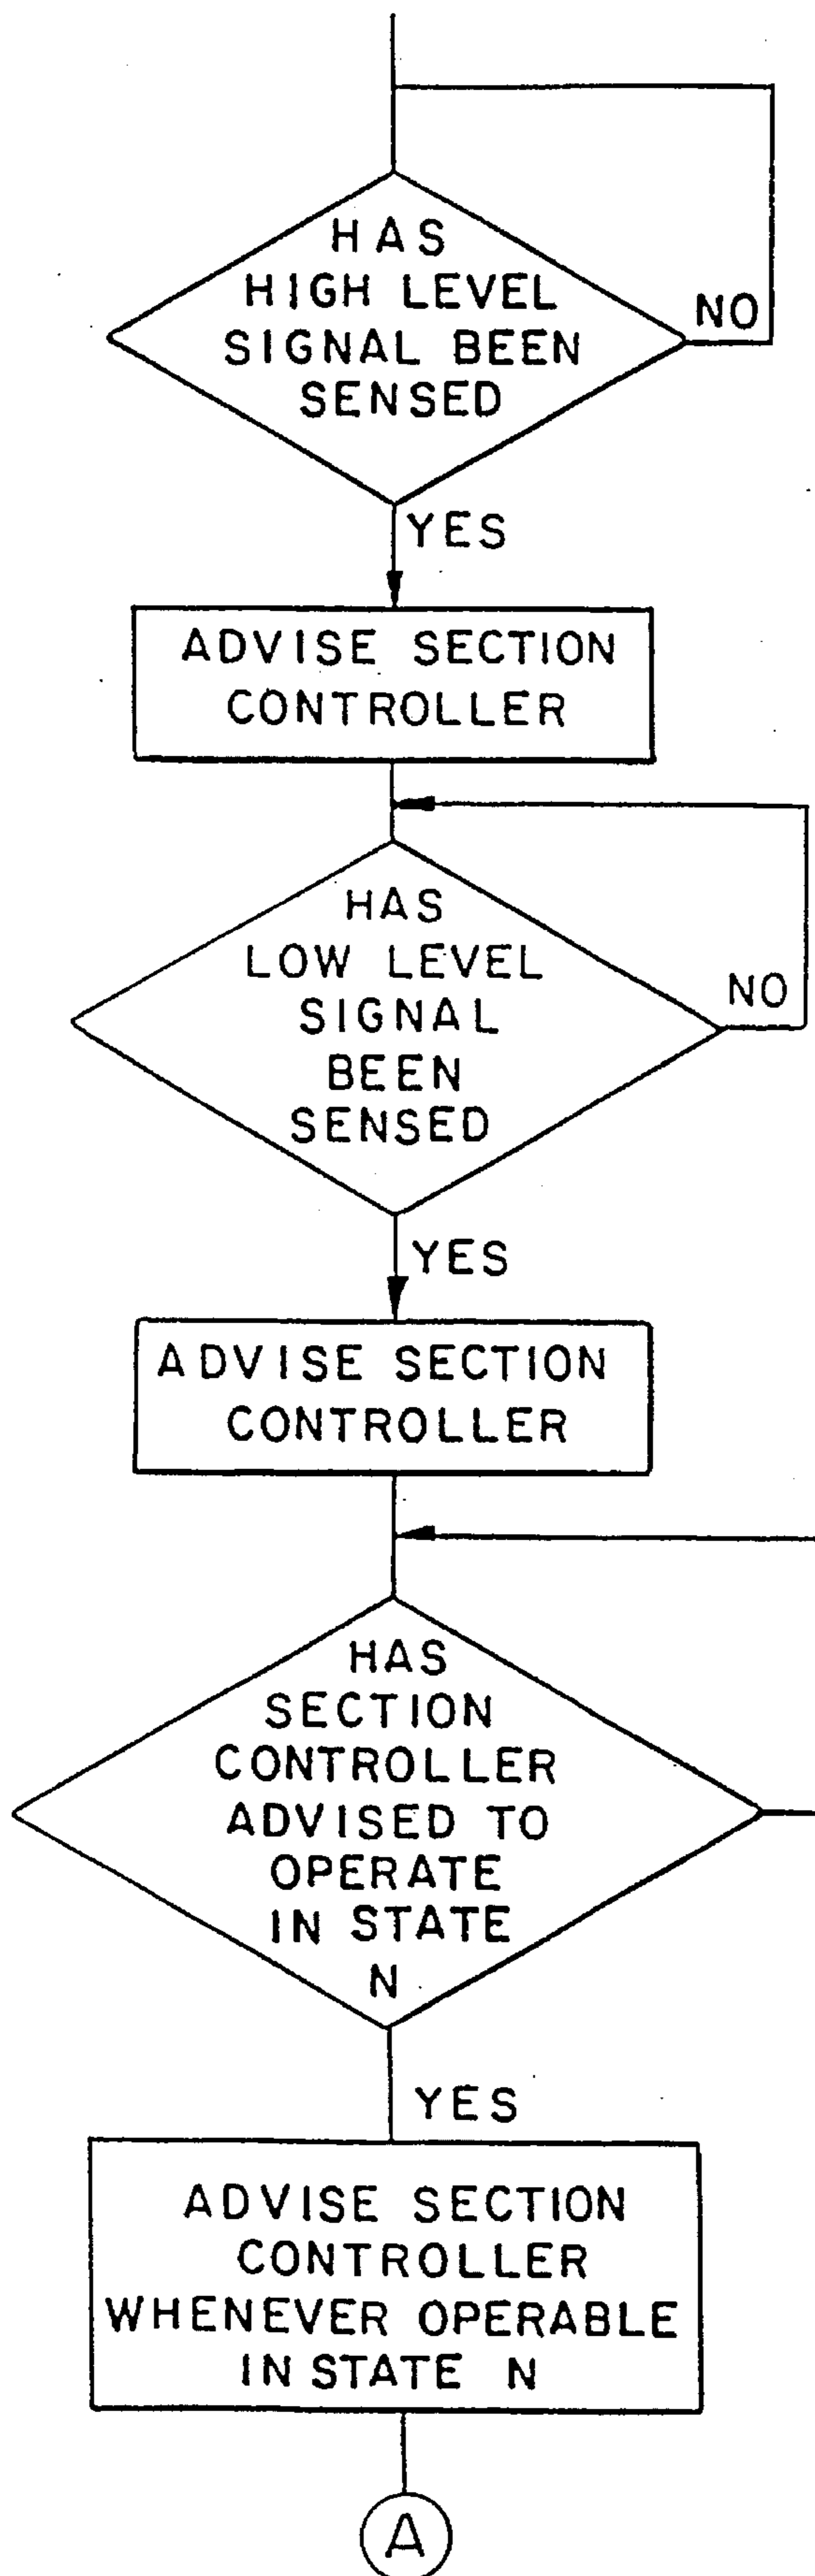 HAS
HIGH LEVEL
SIGNAL BEEN
SENSED
NO
YES
ADVISE SECTION
CONTROLLER
HAS
LOW LEVEL
SIGNAL
BEEN
SENSED
NO
YES
ADVISE SECTION
CONTROLLER
HAS
SECTION
CONTROLLER
ADVISED TO
OPERATE
IN STATE
N
YES
ADVISE SECTION
CONTROLLER
WHENEVER OPERABLE
IN STATE N
A